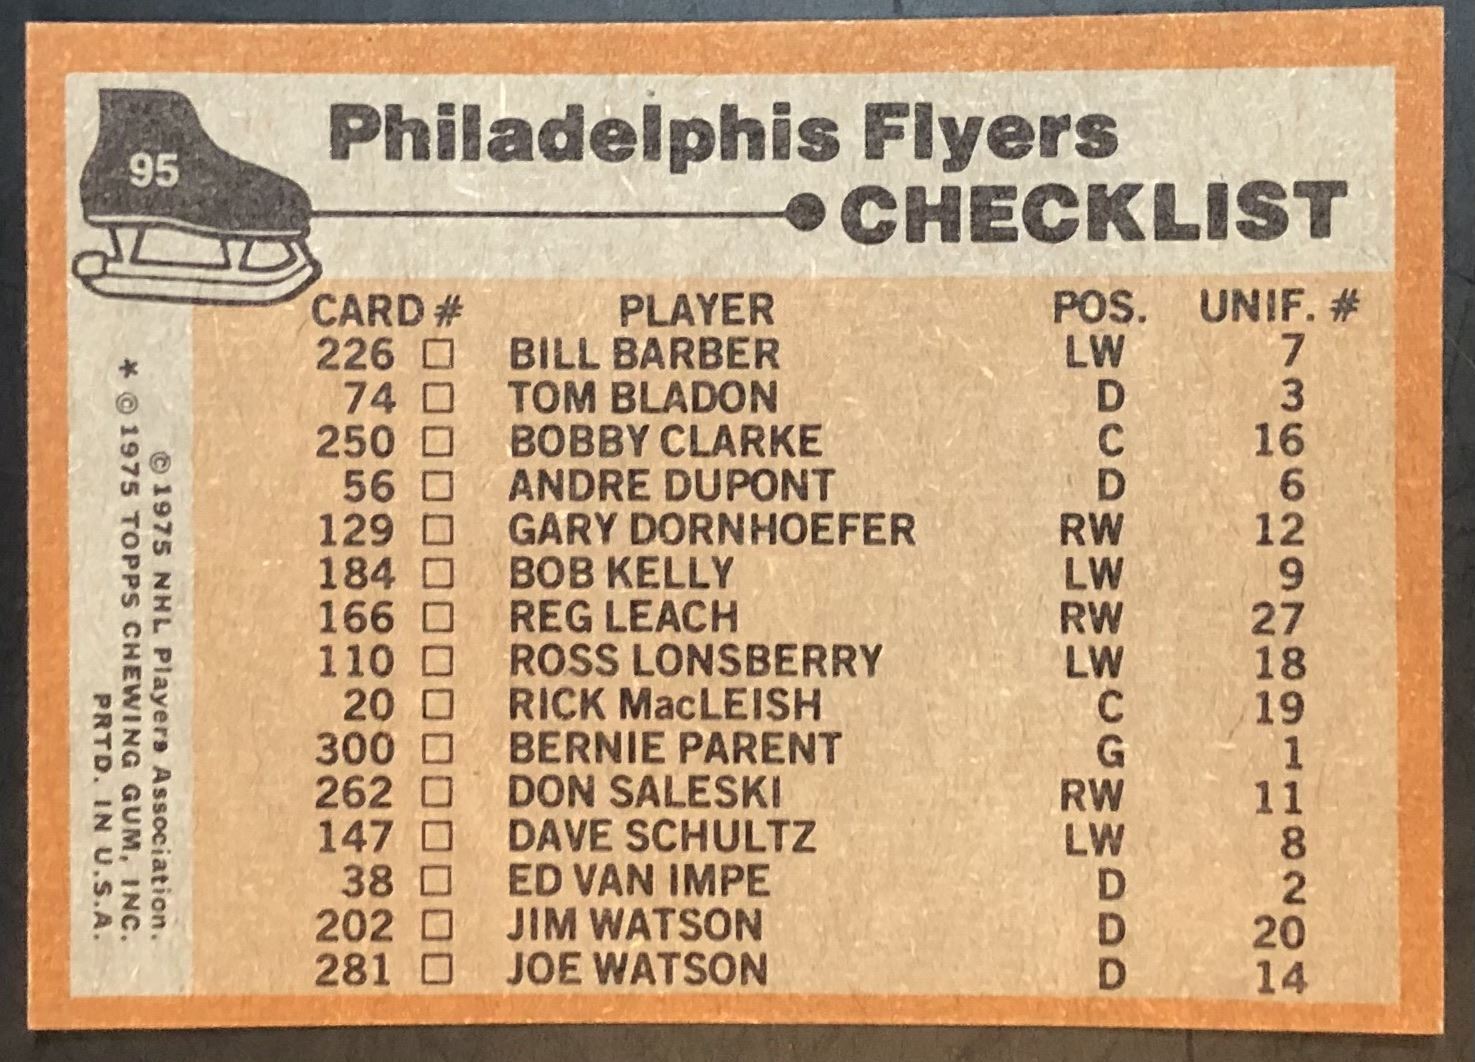 95
Philadelphis Flyers
CHECKLIST
CARD # PLAYER POS. UNIF. #
226 □ BILL BARBER LW 7
74 □ TOM BLADON D 3
250 □ BOBBY CLARKE C 16
56 □ ANDRE DUPONT D 6
129 □ GARY DORNHOEFER RW 12
184 □ BOB KELLY LW 9
166 □ REG LEACH RW 27
110 □ ROSS LONSBERRY LW 18
20 □ RICK MacLEISH C 19
300 □ BERNIE PARENT G 1
262 □ DON SALESKI RW 11
147 □ DAVE SCHULTZ LW 8
38 □ ED VAN IMPE D 2
202 □ JIM WATSON D 20
281 □ JOE WATSON D 14
© 1975 NHL Players Association.
* © 1975 TOPPS CHEWING GUM, INC.
PRTD. IN U.S.A.